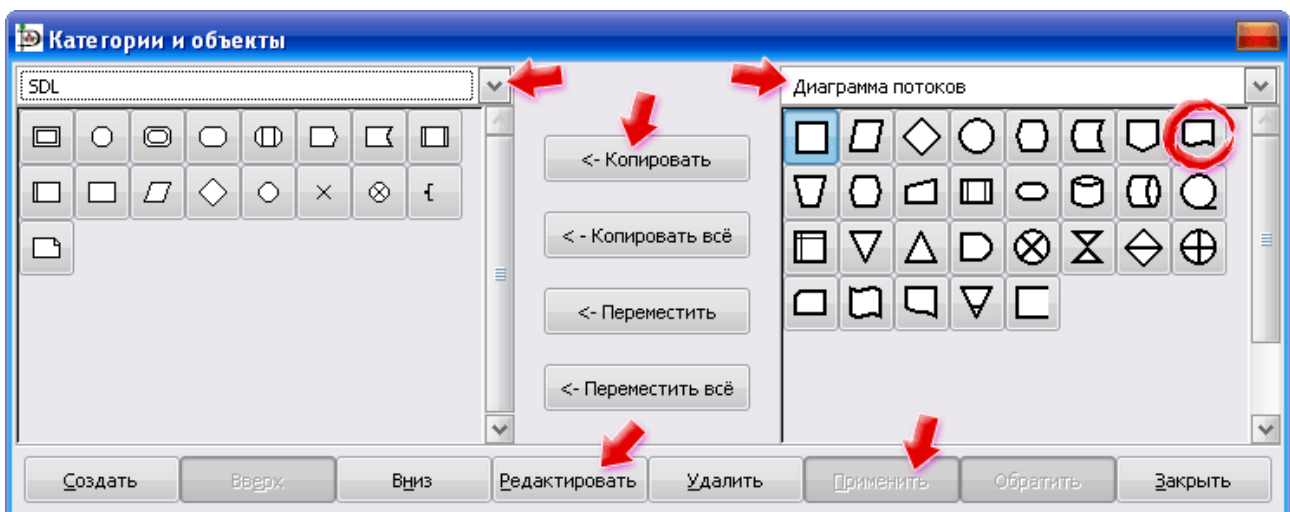 Категории и объекты
SDL
Диаграмма потоков
<- Копировать
< - Копировать всё
<- Переместить
<- Переместить всё
Создать
Вверх
Вниз
Редактировать
Удалить
Применить
Обратить
Закрыть